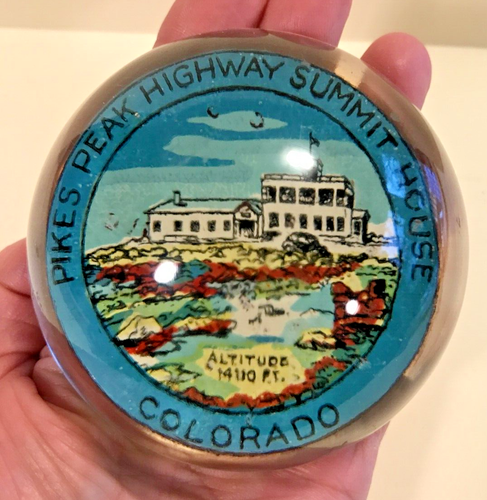 PIKES PEAK HIGHWAY SUMMIT HOUSE
ALTITUDE
14110 FT.
COLORADO